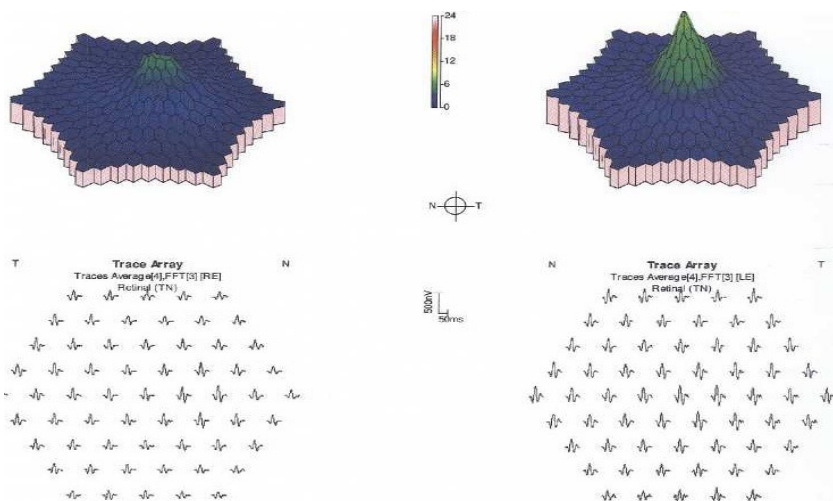 24
18
12
6
0
N T
T Trace Array N
Traces Average[4],FFT[3] [RE]
Retinal (TN)
500nV
50ms
N Trace Array T
Traces Average[4],FFT[3] [LE]
Retinal (TN)